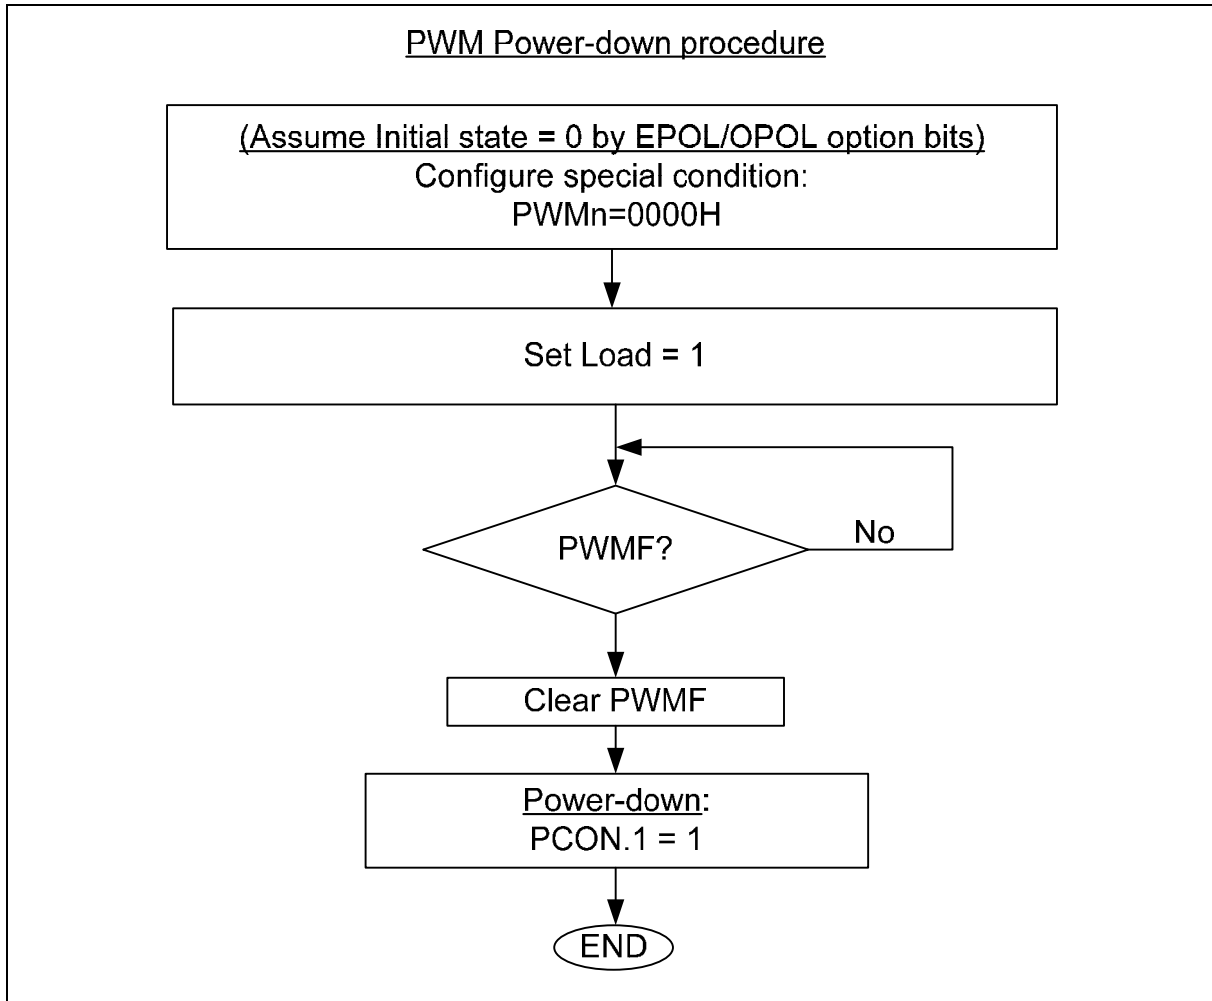 PWM Power-down procedure
(Assume Initial state = 0 by EPOL/OPOL option bits)
Configure special condition:
PWMn=0000H
Set Load = 1
PWMF?
No
Clear PWMF
Power-down:
PCON.1 = 1
END